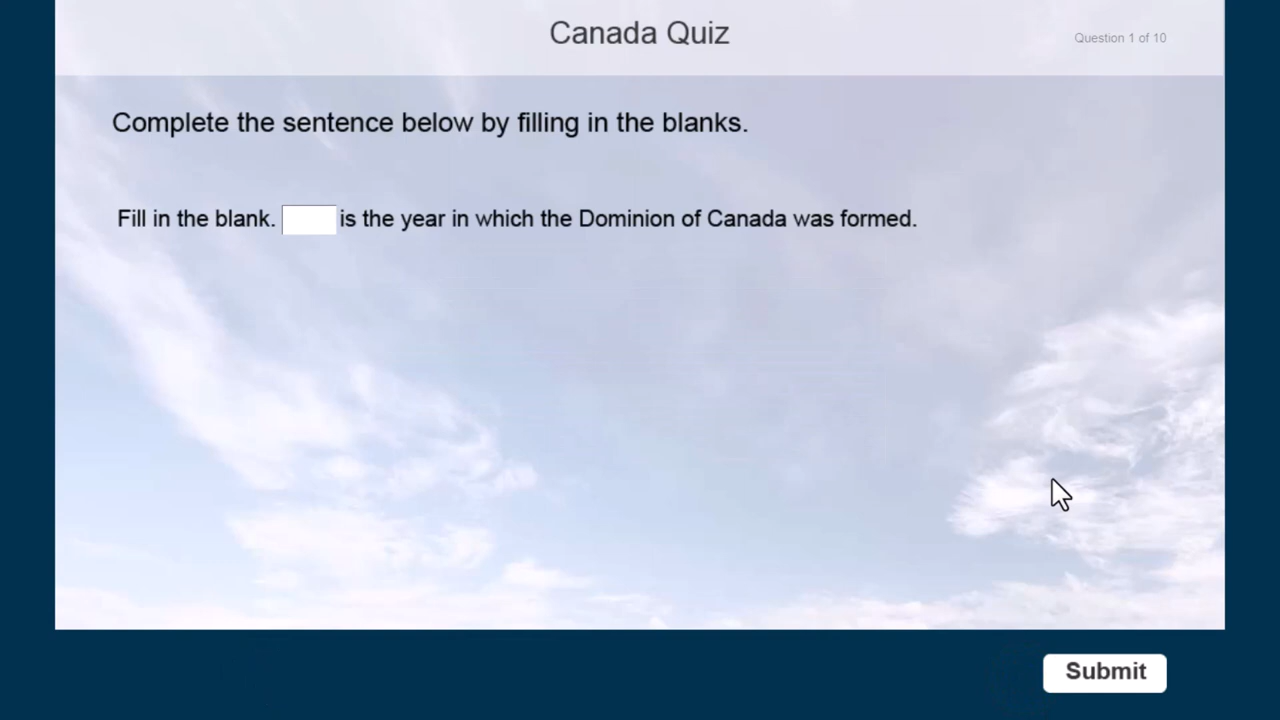 Canada Quiz
Question 1 of 10
Complete the sentence below by filling in the blanks.
Fill in the blank. is the year in which the Dominion of Canada was formed.
Submit